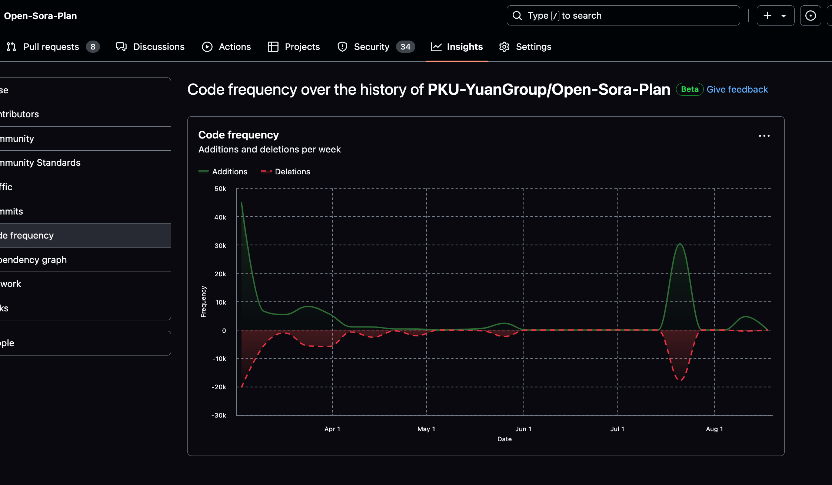 Open-Sora-Plan
Type / to search
Pull requests 8 Discussions Actions Projects Security 34 Insights Settings
se
ntributors
mmunity
mmunity Standards
ffic
mmits
de frequency
pendency graph
work
ks
ople
Code frequency over the history of PKU-YuanGroup/Open-Sora-Plan Beta Give feedback
Code frequency
Additions and deletions per week
Additions Deletions
50k
40k
30k
20k
10k
0
-10k
-20k
-30k
Frequency
Apr 1 May 1 Jun 1 Jul 1 Aug 1
Date